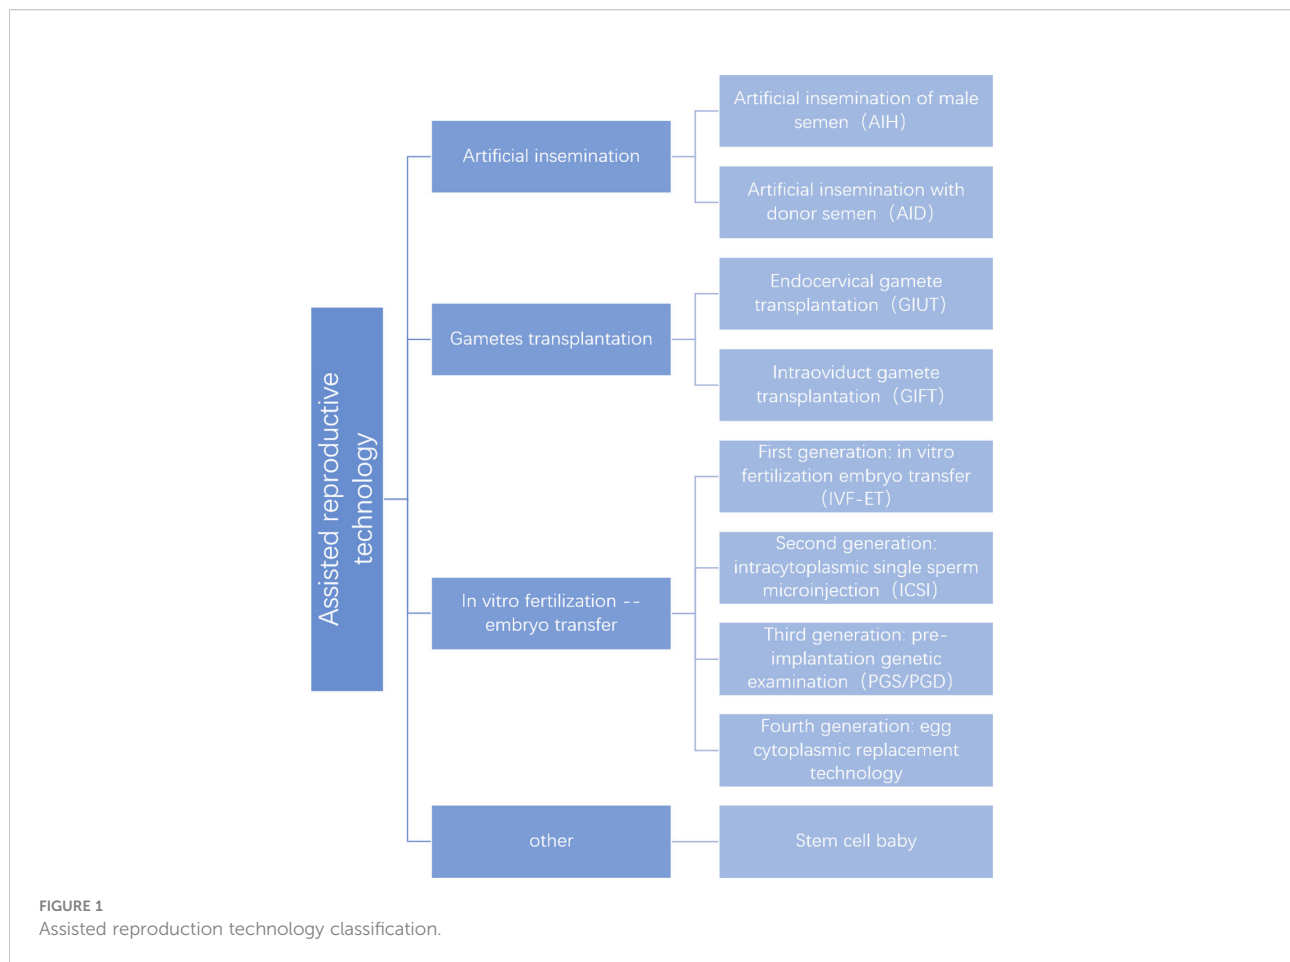 Assisted reproductive
technology
Artificial insemination
Artificial insemination of male
semen（AIH）
Artificial insemination with
donor semen（AID）
Gametes transplantation
Endocervical gamete
transplantation（GIUT）
Intraoviduct gamete
transplantation（GIFT）
In vitro fertilization --
embryo transfer
First generation: in vitro
fertilization embryo transfer
(IVF-ET）
Second generation:
intracytoplasmic single sperm
microinjection（ICSI）
Third generation: pre-
implantation genetic
examination（PGS/PGD）
Fourth generation: egg
cytoplasmic replacement
technology
other
Stem cell baby
FIGURE 1
Assisted reproduction technology classification.